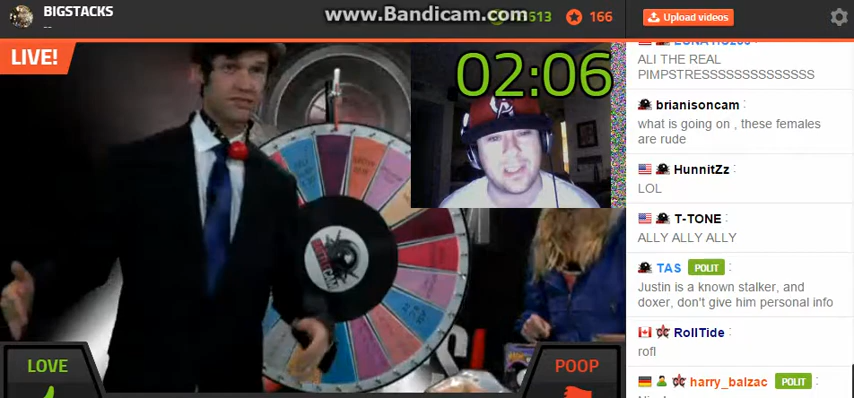 BIGSTACKS
--
www.Bandicam.com
613
166
Upload videos
LIVE!
02:06
ALI THE REAL
PIMPSTRESSSSSSSSSSSSSS
brianisoncam :
what is going on , these females
are rude
HunnitZz :
LOL
T-TONE :
ALLY ALLY ALLY
TAS POLIT :
Justin is a known stalker, and
doxer, don't give him personal info
RollTide :
rofl
harry_balzac POLIT :
LOVE
POOP